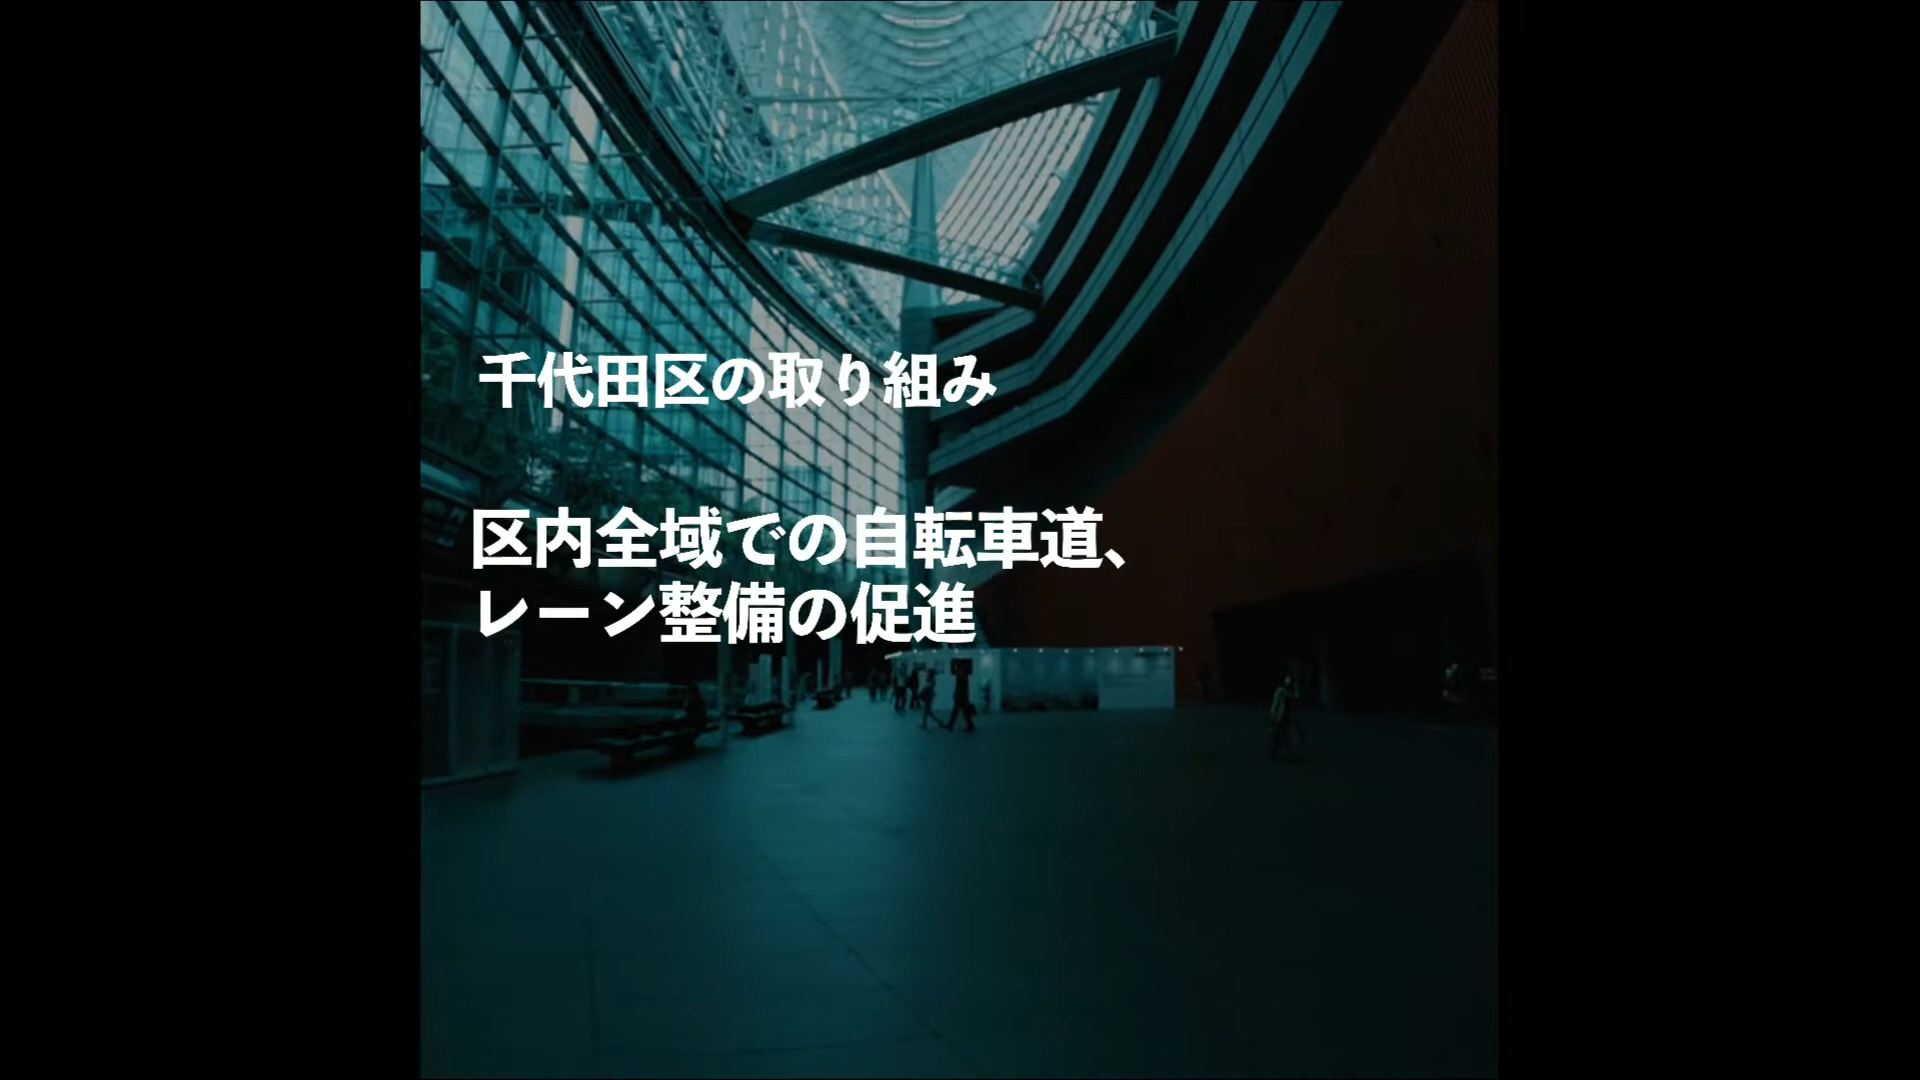 千代田区の取り組み
区内全域での自転車道、
レーン整備の促進